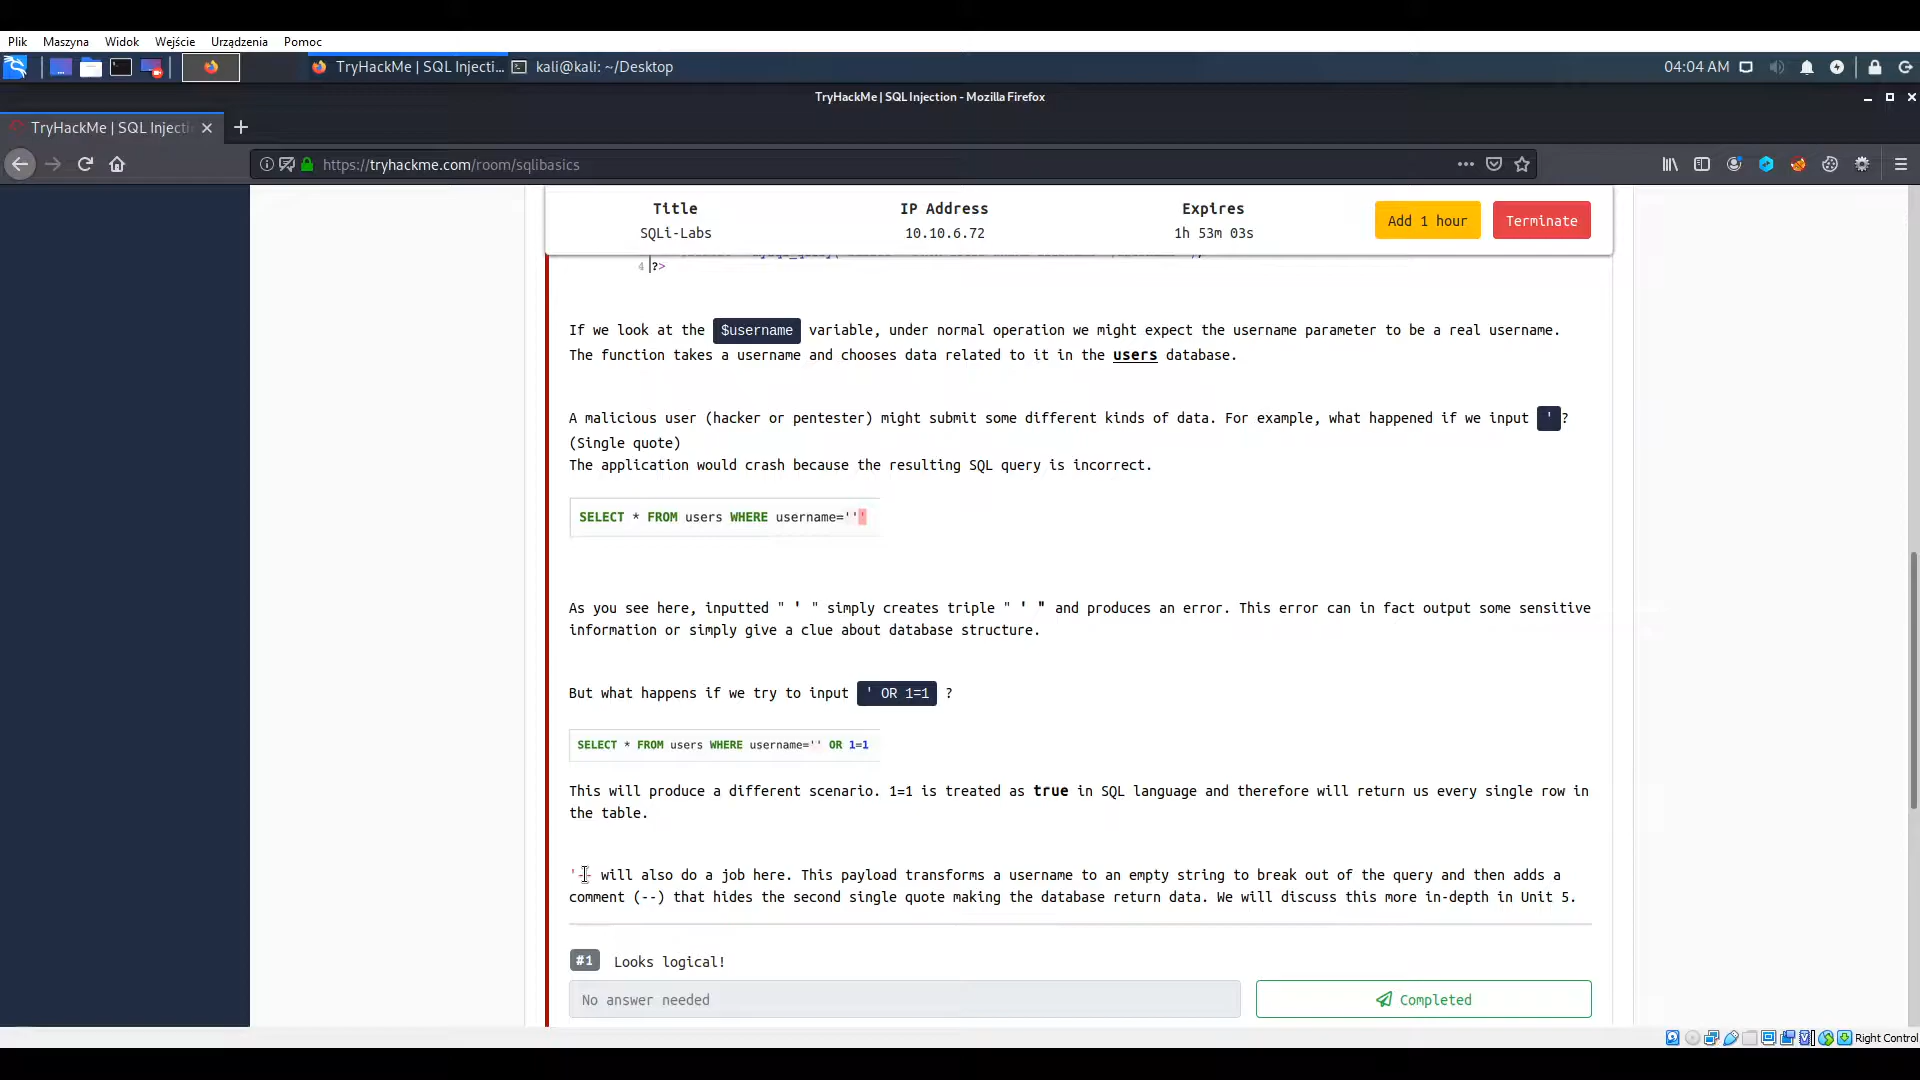 Plik Maszyna Widok Wejście Urządzenia Pomoc
TryHackMe | SQL Injecti... kali@kali: ~/Desktop 04:04 AM
TryHackMe | SQL Injection - Mozilla Firefox
TryHackMe | SQL Injecti
https://tryhackme.com/room/sqlibasics
Title IP Address Expires
SQLi-Labs 10.10.6.72 1h 53m 03s
Add 1 hour Terminate
4 ?>
If we look at the $username variable, under normal operation we might expect the username parameter to be a real username.
The function takes a username and chooses data related to it in the users database.
A malicious user (hacker or pentester) might submit some different kinds of data. For example, what happened if we input ' ?
(Single quote)
The application would crash because the resulting SQL query is incorrect.
SELECT * FROM users WHERE username='''
As you see here, inputted " ' " simply creates triple " ' " and produces an error. This error can in fact output some sensitive
information or simply give a clue about database structure.
But what happens if we try to input ' OR 1=1 ?
SELECT * FROM users WHERE username='' OR 1=1
This will produce a different scenario. 1=1 is treated as true in SQL language and therefore will return us every single row in
the table.
'-- will also do a job here. This payload transforms a username to an empty string to break out of the query and then adds a
comment (--) that hides the second single quote making the database return data. We will discuss this more in-depth in Unit 5.
#1 Looks logical!
No answer needed Completed
Right Control